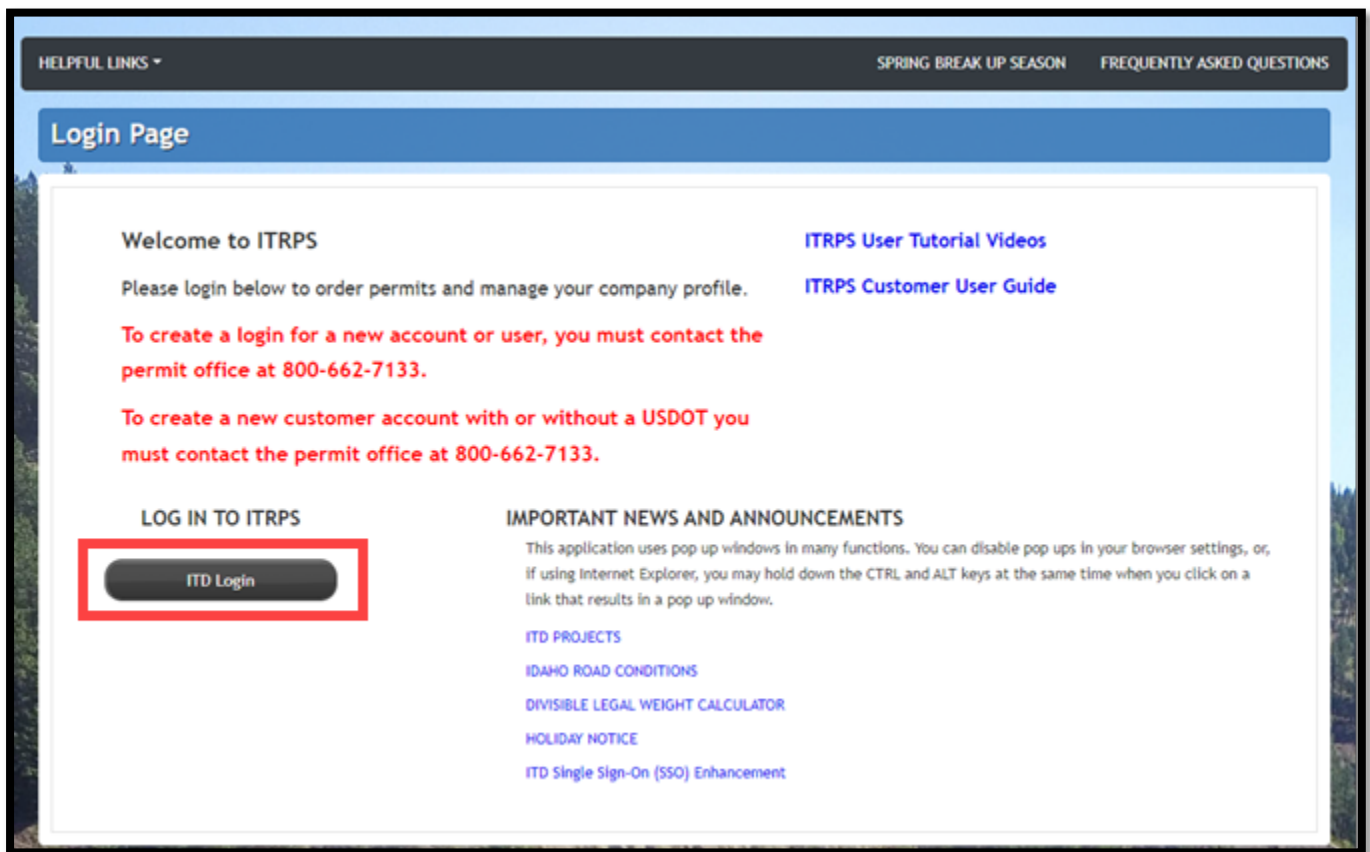 HELPFUL LINKS
SPRING BREAK UP SEASON
FREQUENTLY ASKED QUESTIONS
Login Page
Welcome to ITRPS
Please login below to order permits and manage your company profile.
To create a login for a new account or user, you must contact the
permit office at 800-662-7133.
To create a new customer account with or without a USDOT you
must contact the permit office at 800-662-7133.
ITRPS User Tutorial Videos
ITRPS Customer User Guide
LOG IN TO ITRPS
ITD Login
IMPORTANT NEWS AND ANNOUNCEMENTS
This application uses pop up windows in many functions. You can disable pop ups in your browser settings, or,
if using Internet Explorer, you may hold down the CTRL and ALT keys at the same time when you click on a
link that results in a pop up window.
ITD PROJECTS
IDAHO ROAD CONDITIONS
DIVISIBLE LEGAL WEIGHT CALCULATOR
HOLIDAY NOTICE
ITD Single Sign-On (SSO) Enhancement